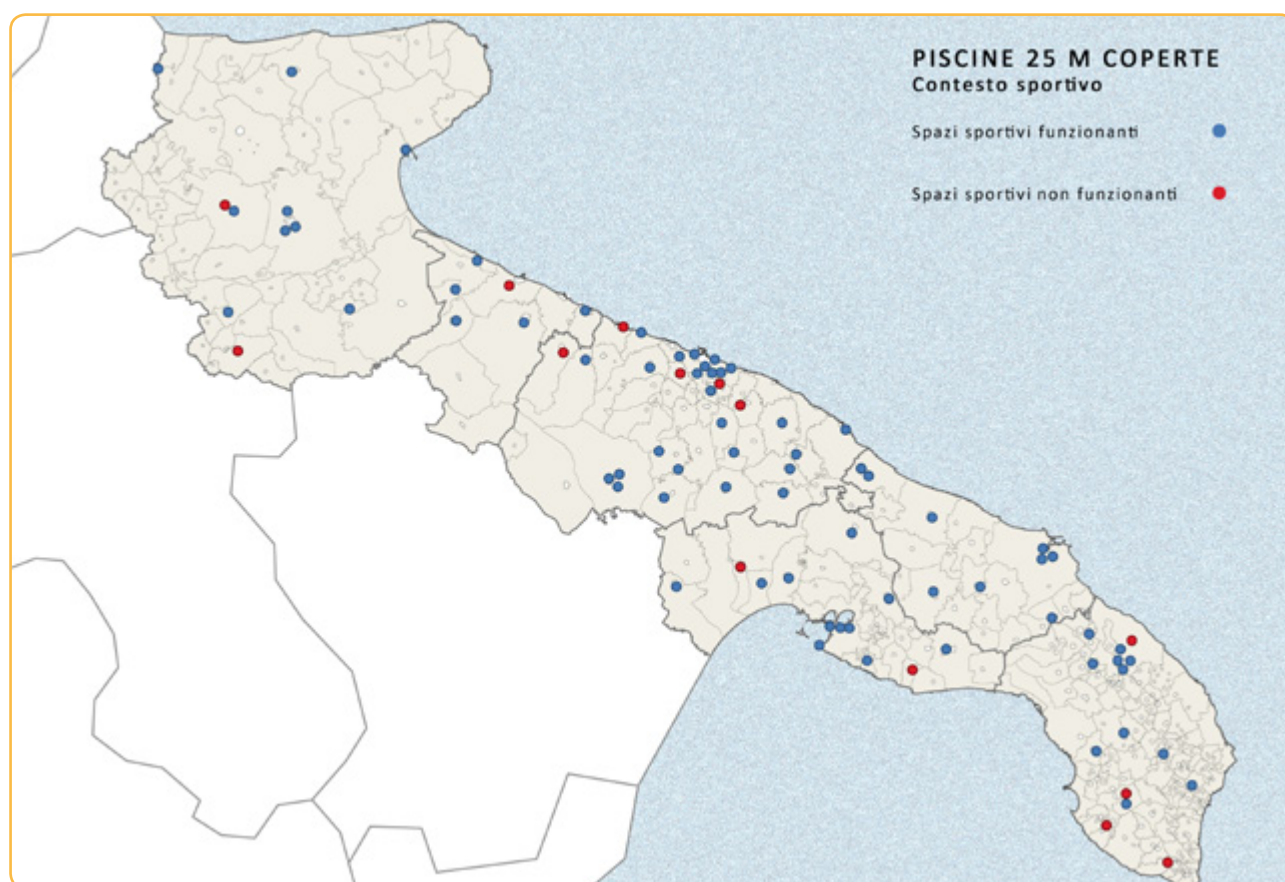 PISCINE 25 M COPERTE
Contesto sportivo
Spazi sportivi funzionanti
Spazi sportivi non funzionanti